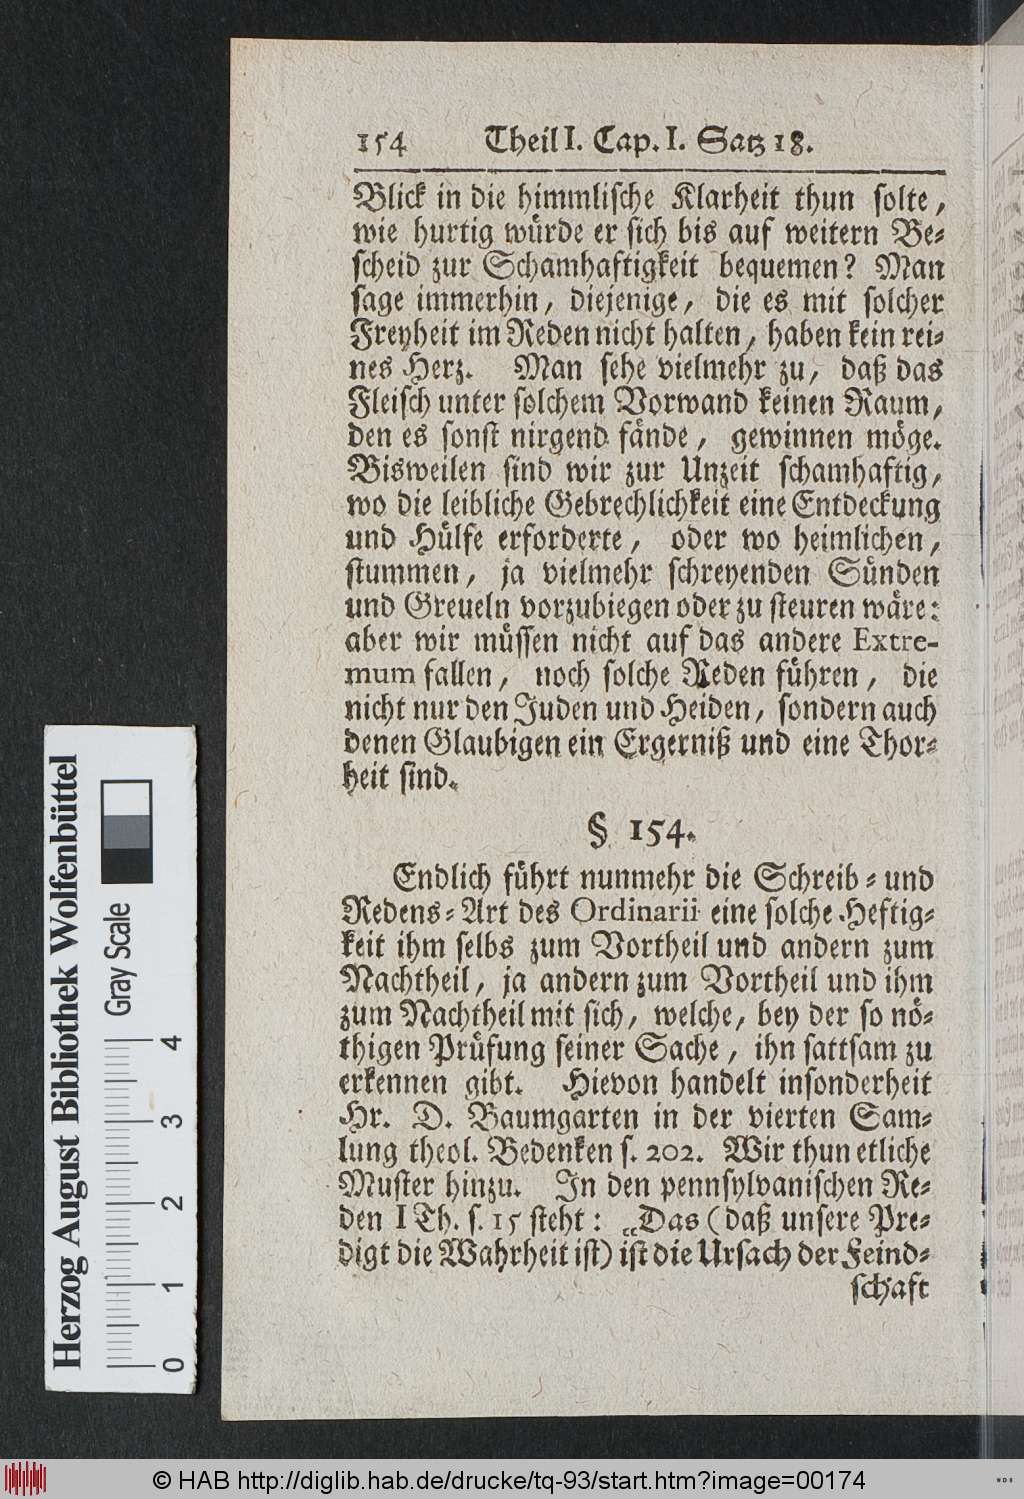 154 Theil I. Cap. I. Satz 18.
Blick in die himmlische Klarheit thun solte,
wie hurtig würde er sich bis auf weitern Be-
scheid zur Schamhaftigkeit bequemen? Man
sage immerhin, diejenige, die es mit solcher
Freyheit im Reden nicht halten, haben kein rei-
nes Herz. Man sehe vielmehr zu, daß das
Fleisch unter solchem Vorwand keinen Raum,
den es sonst nirgend fände, gewinnen möge.
Bisweilen sind wir zur Unzeit schamhaftig,
wo die leibliche Gebrechlichkeit eine Entdeckung
und Hülfe erforderte, oder wo heimlichen,
stummen, ja vielmehr schreyenden Sünden
und Greueln vorzubiegen oder zu steuren wäre:
aber wir müssen nicht auf das andere Extre-
mum fallen, noch solche Reden führen, die
nicht nur den Juden und Heiden, sondern auch
denen Glaubigen ein Ergerniß und eine Thor-
heit sind.
§ 154.
Endlich führt nunmehr die Schreib- und
Redens-Art des Ordinarii eine solche Heftig-
keit ihm selbs zum Vortheil und andern zum
Nachtheil, ja andern zum Vortheil und ihm
zum Nachtheil mit sich, welche, bey der so nö-
thigen Prüfung seiner Sache, ihn sattsam zu
erkennen gibt. Hievon handelt insonderheit
Hr. D. Baumgarten in der vierten Sam-
lung theol. Bedenken s. 202. Wir thun etliche
Muster hinzu. In den pennsylvanischen Re-
den I Th. s. 15 steht: „Das (daß unsere Pre-
digt die Wahrheit ist) ist die Ursach der Feind-
schaft
Herzog August Bibliothek Wolfenbüttel
Gray Scale
0 1 2 3 4
© HAB http://diglib.hab.de/drucke/tq-93/start.htm?image=00174